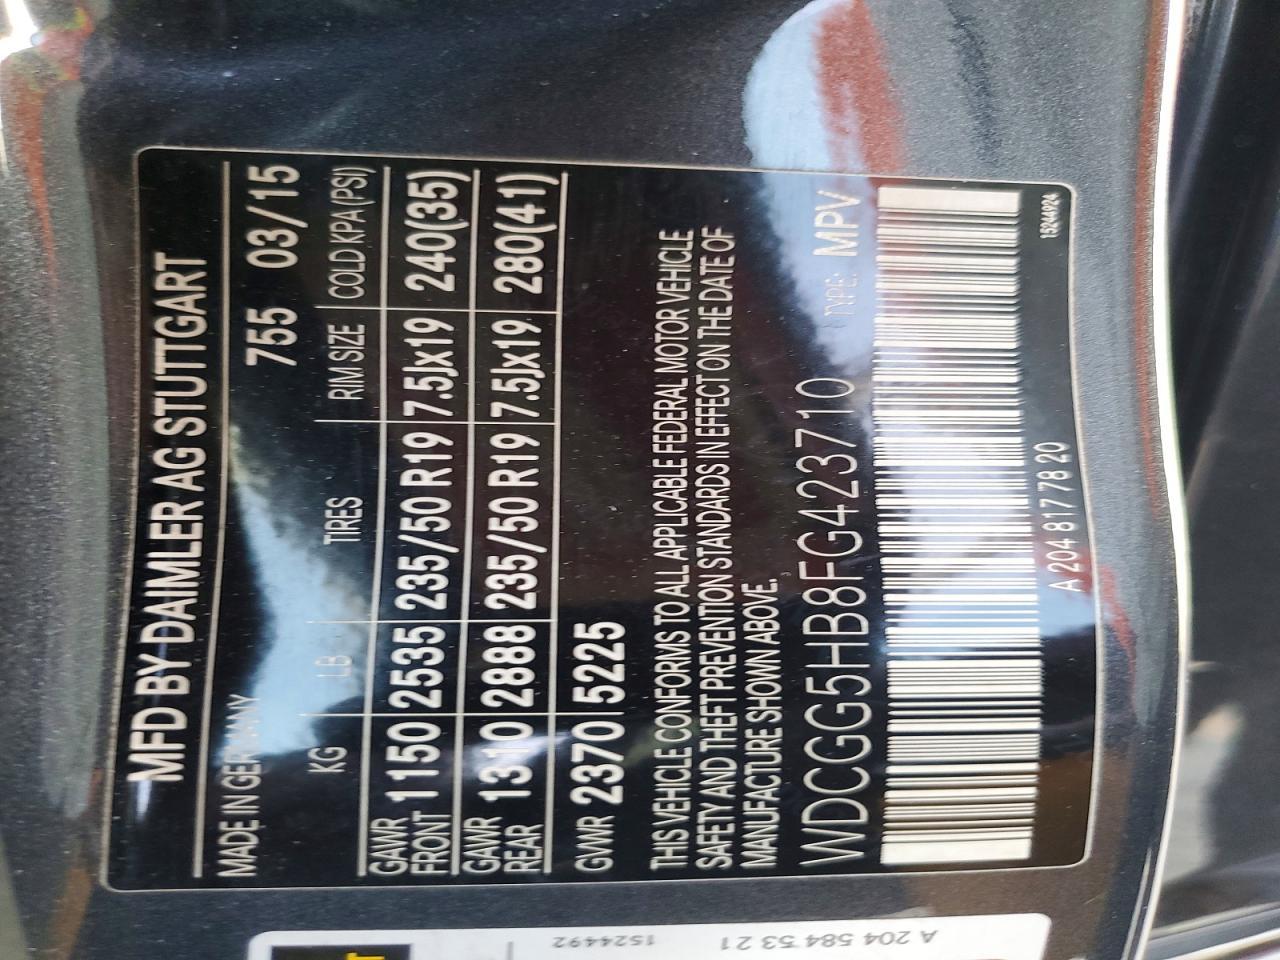 MFD BY DAIMLER AG STUTTGART
MADE IN GERMANY 755 03/15
KG LB TIRES RIM SIZE COLD KPA(PSI)
GAWR FRONT 1150 2535 235/50 R19 7.5Jx19 240(35)
GAWR REAR 1310 2888 235/50 R19 7.5Jx19 280(41)
GVWR 2370 5225
THIS VEHICLE CONFORMS TO ALL APPLICABLE FEDERAL MOTOR VEHICLE
SAFETY AND THEFT PREVENTION STANDARDS IN EFFECT ON THE DATE OF
MANUFACTURE SHOWN ABOVE.
WDCGG5HB8FG423710 TYPE: MPV
A 204 817 78 20
15244924
A 204 584 53 21
1524492